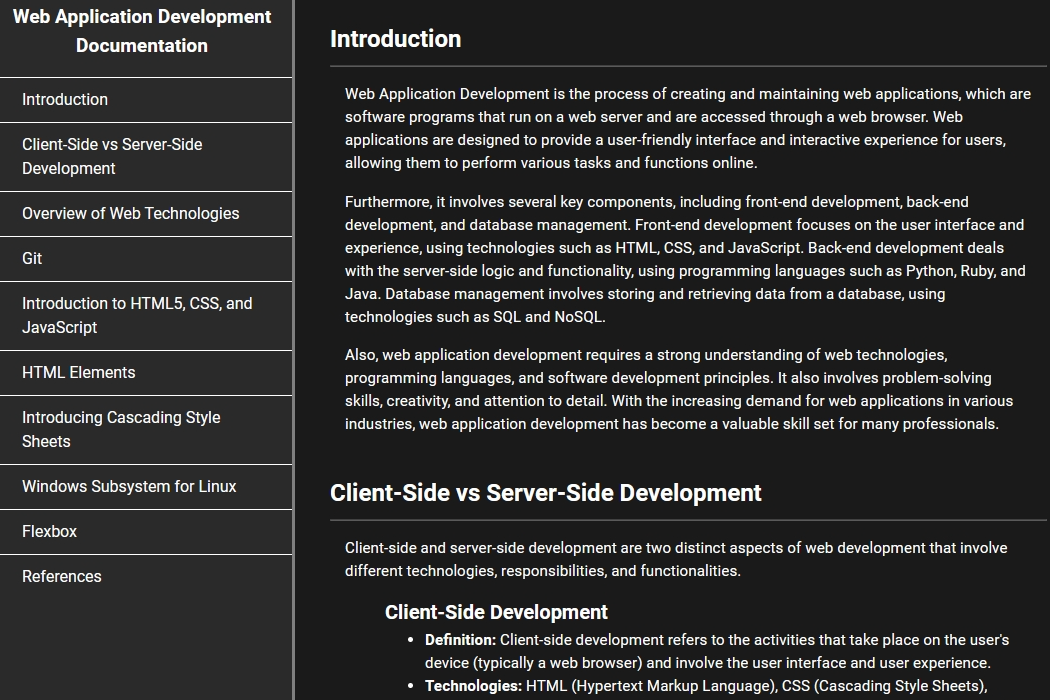 Web Application Development
Documentation
Introduction
Client-Side vs Server-Side
Development
Overview of Web Technologies
Git
Introduction to HTML5, CSS, and
JavaScript
HTML Elements
Introducing Cascading Style
Sheets
Windows Subsystem for Linux
Flexbox
References
Introduction
Web Application Development is the process of creating and maintaining web applications, which are
software programs that run on a web server and are accessed through a web browser. Web
applications are designed to provide a user-friendly interface and interactive experience for users,
allowing them to perform various tasks and functions online.
Furthermore, it involves several key components, including front-end development, back-end
development, and database management. Front-end development focuses on the user interface and
experience, using technologies such as HTML, CSS, and JavaScript. Back-end development deals
with the server-side logic and functionality, using programming languages such as Python, Ruby, and
Java. Database management involves storing and retrieving data from a database, using
technologies such as SQL and NoSQL.
Also, web application development requires a strong understanding of web technologies,
programming languages, and software development principles. It also involves problem-solving
skills, creativity, and attention to detail. With the increasing demand for web applications in various
industries, web application development has become a valuable skill set for many professionals.
Client-Side vs Server-Side Development
Client-side and server-side development are two distinct aspects of web development that involve
different technologies, responsibilities, and functionalities.
Client-Side Development
• Definition: Client-side development refers to the activities that take place on the user's
device (typically a web browser) and involve the user interface and user experience.
• Technologies: HTML (Hypertext Markup Language), CSS (Cascading Style Sheets),